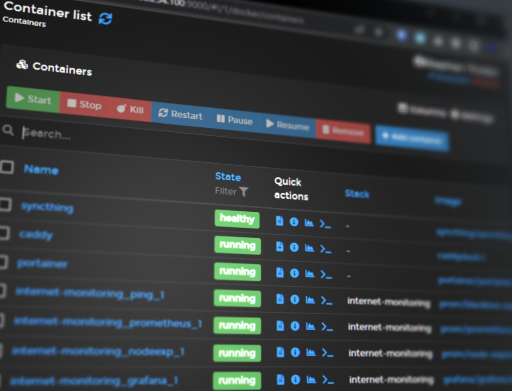 Container list
Containers
Containers
Start Stop Kill Restart Pause Resume Remove Add container
Search...
Name State Filter Quick actions Stack Image
syncthing healthy -
caddy running -
portainer running -
internet-monitoring_ping_1 running internet-monitoring
internet-monitoring_prometheus_1 running internet-monitoring
internet-monitoring_nodeexp_1 running internet-monitoring
internet-monitoring_grafana_1 running internet-monitoring